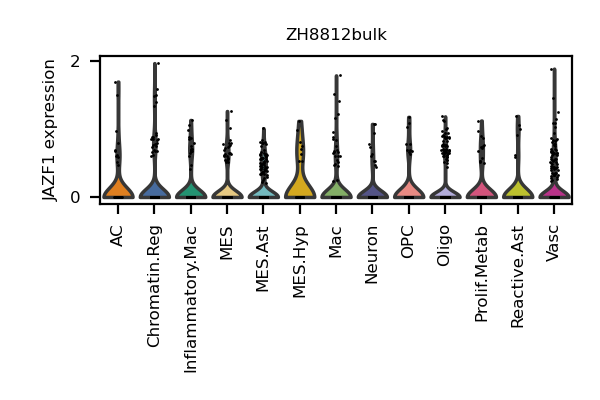 ZH8812bulk
JAZF1 expression
2
0
AC
Chromatin.Reg
Inflammatory.Mac
MES
MES.Ast
MES.Hyp
Mac
Neuron
OPC
Oligo
Prolif.Metab
Reactive.Ast
Vasc